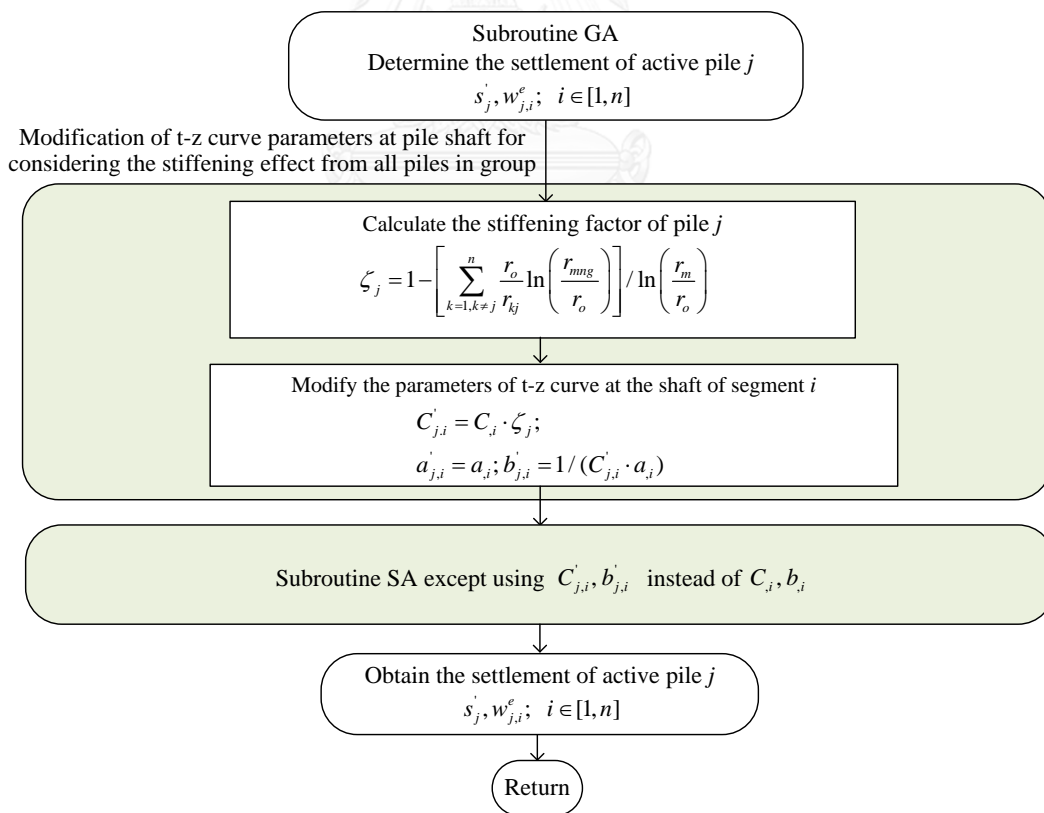 Subroutine GA
Determine the settlement of active pile j
s'_j, w^e_{j,i}; i∈[1,n]
Modification of t-z curve parameters at pile shaft for
considering the stiffening effect from all piles in group
Calculate the stiffening factor of pile j
ζ_j = 1 − [∑_{k=1,k≠j}^{n} r_o/r_{kj} ln(r_{mng}/r_o)] / ln(r_m/r_o)
Modify the parameters of t-z curve at the shaft of segment i
C'_{j.i} = C_{,i} · ζ_j;
a'_{j,i} = a_{,i}; b'_{j,i} = 1 / (C'_{j,i} · a_{,i})
Subroutine SA except using C'_{j,i}, b'_{j,i} instead of C_{,i}, b_{,i}
Obtain the settlement of active pile j
s'_j, w^e_{j,i}; i∈[1,n]
Return